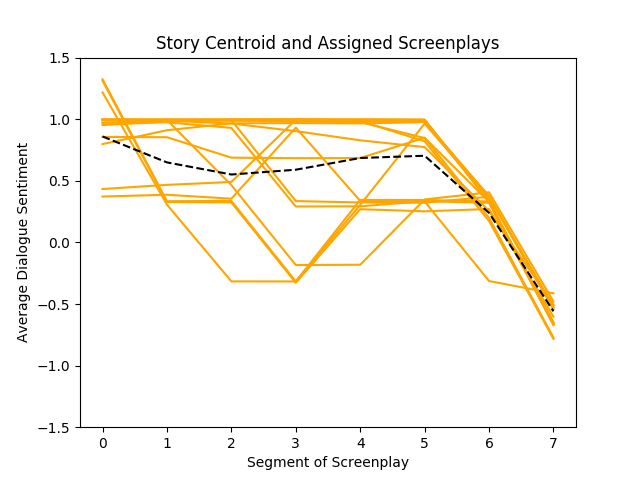 Story Centroid and Assigned Screenplays
1.5
1.0
0.5
0.0
−0.5
−1.0
−1.5
Average Dialogue Sentiment
0 1 2 3 4 5 6 7
Segment of Screenplay